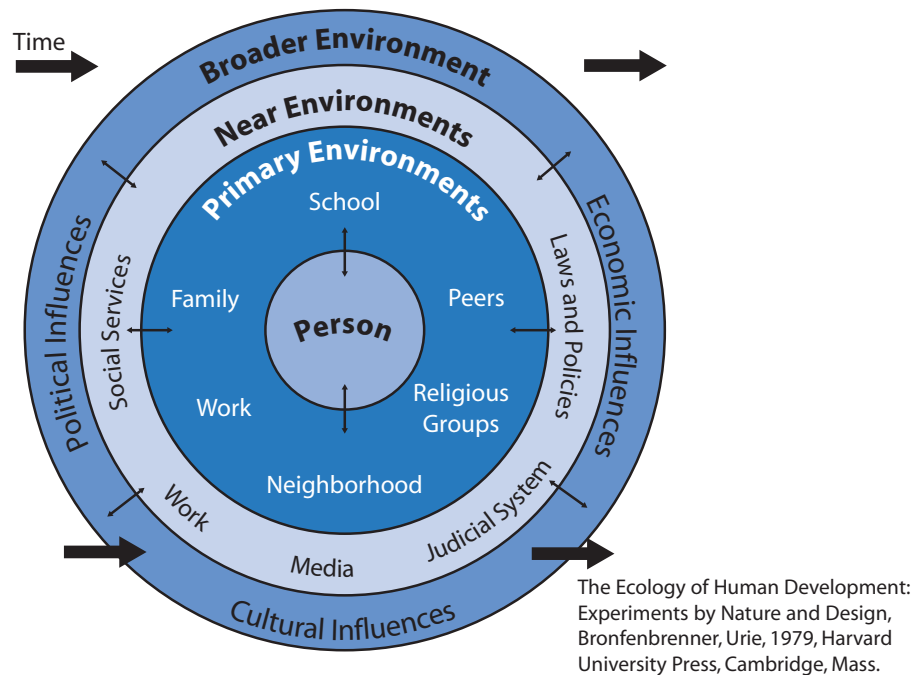 Time
Broader Environment
Near Environments
Primary Environments
School
Family
Peers
Person
Work
Religious
Groups
Neighborhood
Social Services
Laws and Policies
Work
Media
Judicial System
Political Influences
Economic Influences
Cultural Influences
The Ecology of Human Development:
Experiments by Nature and Design,
Bronfenbrenner, Urie, 1979, Harvard
University Press, Cambridge, Mass.